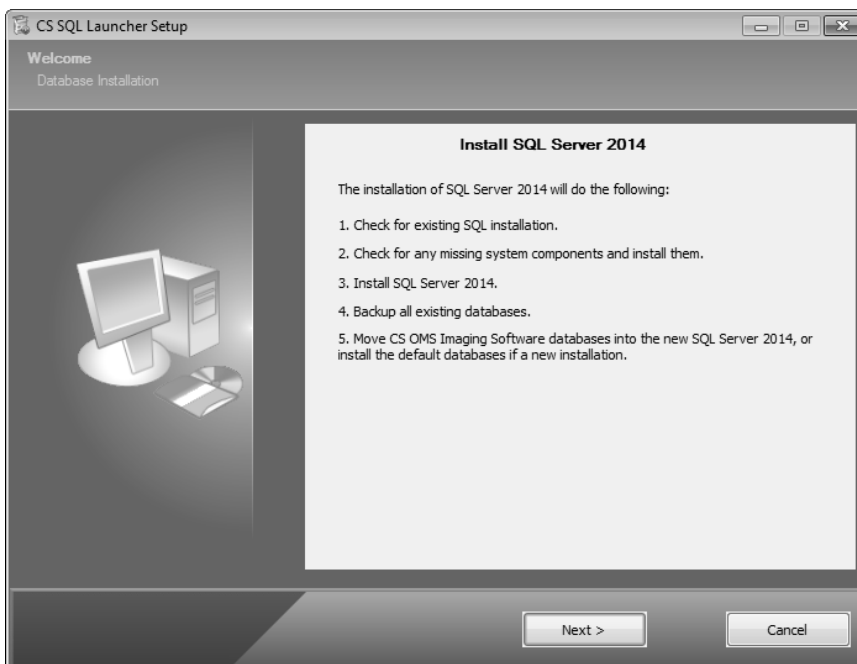 CS SQL Launcher Setup
Welcome
Database Installation
Install SQL Server 2014
The installation of SQL Server 2014 will do the following:
1. Check for existing SQL installation.
2. Check for any missing system components and install them.
3. Install SQL Server 2014.
4. Backup all existing databases.
5. Move CS OMS Imaging Software databases into the new SQL Server 2014, or
install the default databases if a new installation.
Next >
Cancel